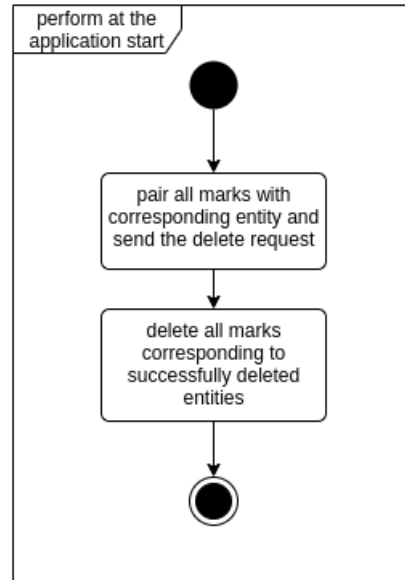 perform at the
application start
pair all marks with
corresponding entity and
send the delete request
delete all marks
corresponding to
successfully deleted
entities